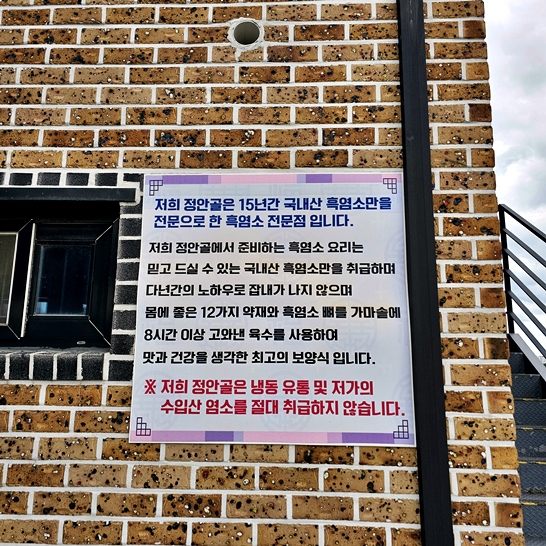 저희 정안골은 15년간 국내산 흑염소만을
전문으로 한 흑염소 전문점 입니다.
저희 정안골에서 준비하는 흑염소 요리는
믿고 드실 수 있는 국내산 흑염소만을 취급하며
다년간의 노하우로 잡내가 나지 않으며
몸에 좋은 12가지 약재와 흑염소 뼈를 가마솥에
8시간 이상 고와낸 육수를 사용하여
맛과 건강을 생각한 최고의 보양식 입니다.
※ 저희 정안골은 냉동 유통 및 저가의
수입산 염소를 절대 취급하지 않습니다.